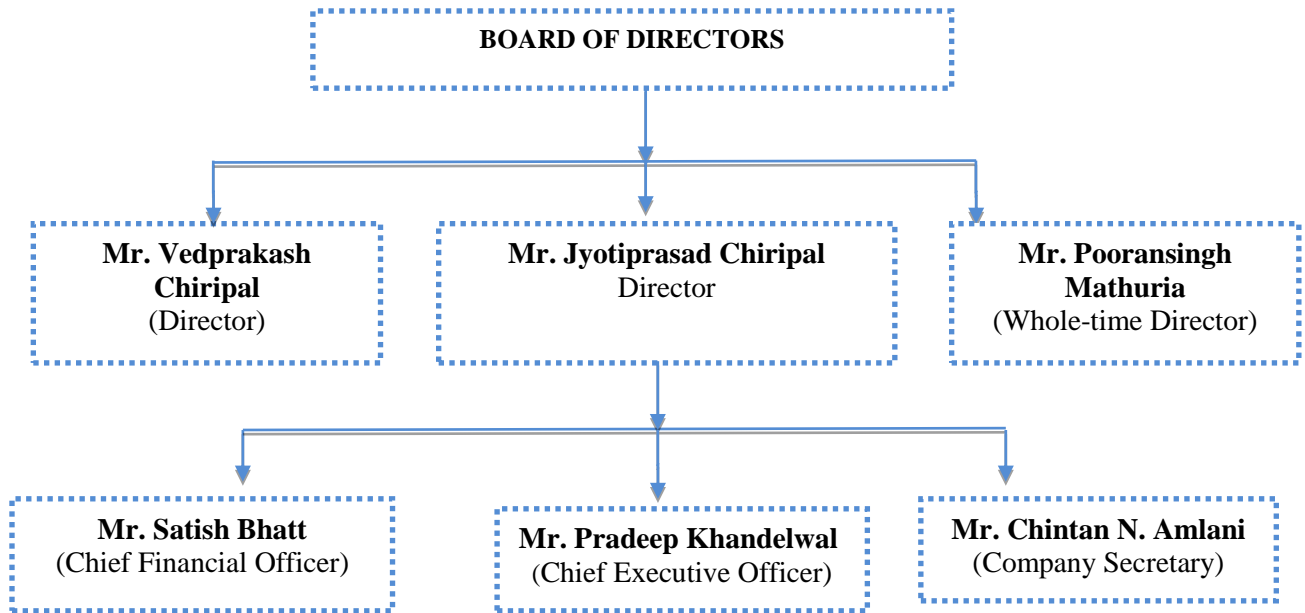 BOARD OF DIRECTORS
Mr. Vedprakash
Chiripal
(Director)
Mr. Jyotiprasad Chiripal
Director
Mr. Pooransingh
Mathuria
(Whole-time Director)
Mr. Satish Bhatt
(Chief Financial Officer)
Mr. Pradeep Khandelwal
(Chief Executive Officer)
Mr. Chintan N. Amlani
(Company Secretary)